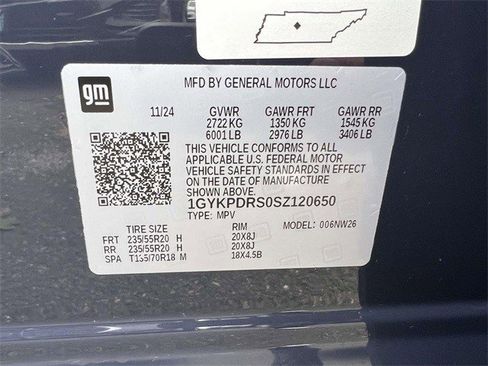 gm
MFD BY GENERAL MOTORS LLC
11/24 GVWR GAWR FRT GAWR RR
2722 KG 1350 KG 1545 KG
6001 LB 2976 LB 3406 LB
THIS VEHICLE CONFORMS TO ALL
APPLICABLE U.S. FEDERAL MOTOR
VEHICLE SAFETY STANDARDS IN EFFECT
ON THE DATE OF MANUFACTURE
SHOWN ABOVE.
1GYKPDRS0SZ120650
TYPE: MPV MODEL: 006NW26
TIRE SIZE RIM
FRT 235/55R20 H 20X8J
RR 235/55R20 H 20X8J
SPA T135/70R18 M 18X4.5B